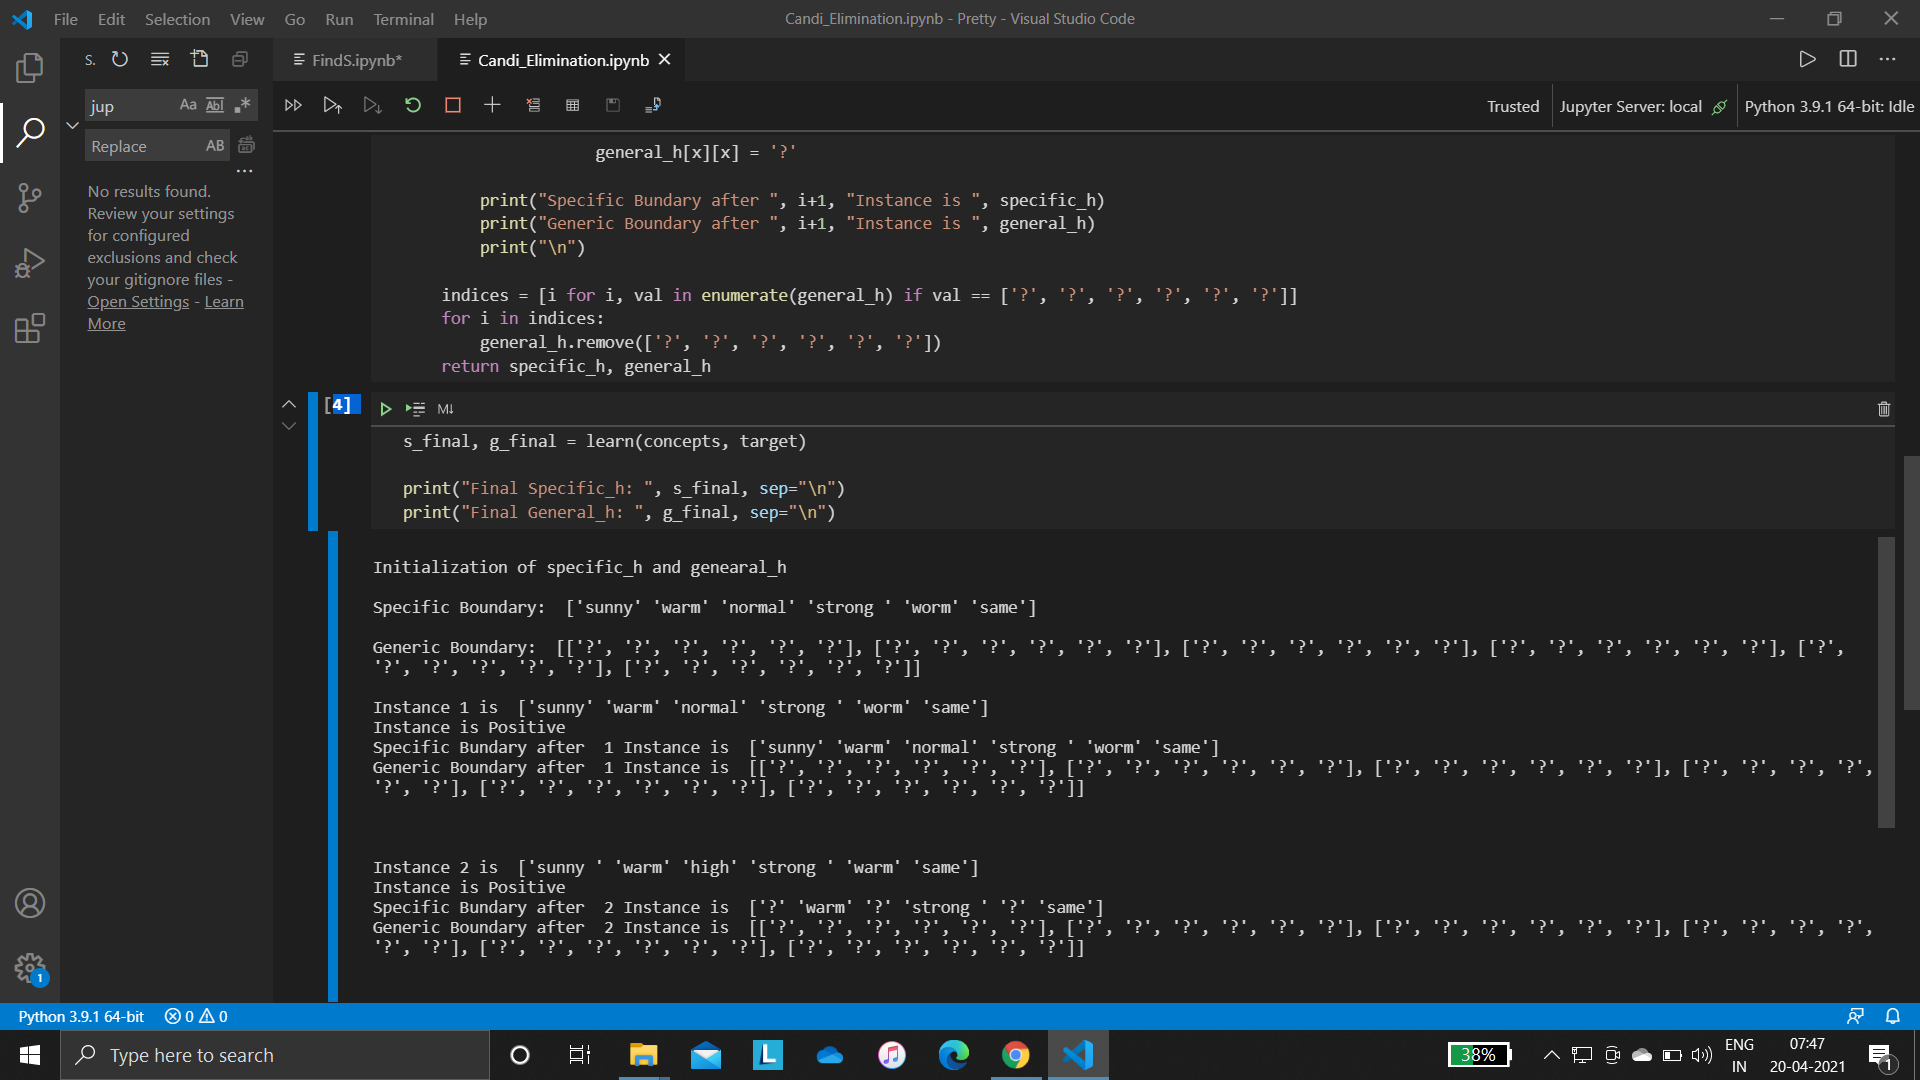 File Edit Selection View Go Run Terminal Help
Candi_Elimination.ipynb - Pretty - Visual Studio Code
S.
FindS.ipynb*
Candi_Elimination.ipynb
jup Aa Abl .*
Replace AB
No results found.
Review your settings
for configured
exclusions and check
your gitignore files -
Open Settings - Learn
More
Trusted
Jupyter Server: local
Python 3.9.1 64-bit: Idle
general_h[x][x] = '?'
print("Specific Bundary after ", i+1, "Instance is ", specific_h)
print("Generic Boundary after ", i+1, "Instance is ", general_h)
print("\n")
indices = [i for i, val in enumerate(general_h) if val == ['?', '?', '?', '?', '?', '?']]
for i in indices:
general_h.remove(['?', '?', '?', '?', '?', '?'])
return specific_h, general_h
[4]
M↓
s_final, g_final = learn(concepts, target)
print("Final Specific_h: ", s_final, sep="\n")
print("Final General_h: ", g_final, sep="\n")
Initialization of specific_h and genearal_h
Specific Boundary:  ['sunny' 'warm' 'normal' 'strong ' 'worm' 'same']
Generic Boundary:  [['?', '?', '?', '?', '?', '?'], ['?', '?', '?', '?', '?', '?'], ['?', '?', '?', '?', '?', '?'], ['?', '?', '?', '?', '?', '?'], ['?',
'?', '?', '?', '?', '?'], ['?', '?', '?', '?', '?', '?']]
Instance 1 is  ['sunny' 'warm' 'normal' 'strong ' 'worm' 'same']
Instance is Positive
Specific Bundary after  1 Instance is  ['sunny' 'warm' 'normal' 'strong ' 'worm' 'same']
Generic Boundary after  1 Instance is  [['?', '?', '?', '?', '?', '?'], ['?', '?', '?', '?', '?', '?'], ['?', '?', '?', '?', '?', '?'], ['?', '?', '?', '?',
'?', '?'], ['?', '?', '?', '?', '?', '?'], ['?', '?', '?', '?', '?', '?']]
Instance 2 is  ['sunny ' 'warm' 'high' 'strong ' 'warm' 'same']
Instance is Positive
Specific Bundary after  2 Instance is  ['?' 'warm' '?' 'strong ' '?' 'same']
Generic Boundary after  2 Instance is  [['?', '?', '?', '?', '?', '?'], ['?', '?', '?', '?', '?', '?'], ['?', '?', '?', '?', '?', '?'], ['?', '?', '?', '?',
'?', '?'], ['?', '?', '?', '?', '?', '?'], ['?', '?', '?', '?', '?', '?']]
1
Python 3.9.1 64-bit 0 0
Type here to search
L
38%
ENG
IN
07:47
20-04-2021
1